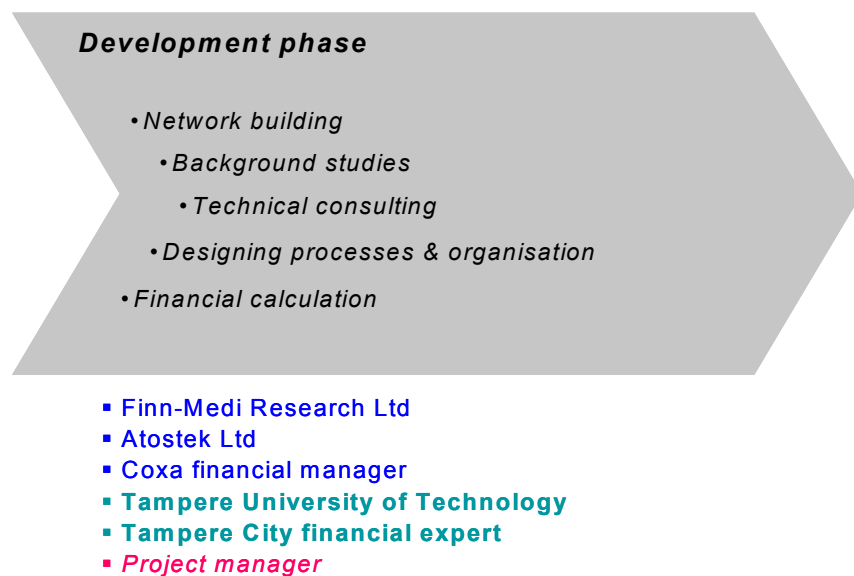 Development phase
• Network building
• Background studies
• Technical consulting
• Designing processes & organisation
• Financial calculation
▪ Finn-Medi Research Ltd
▪ Atostek Ltd
▪ Coxa financial manager
▪ Tampere University of Technology
▪ Tampere City financial expert
▪ Project manager